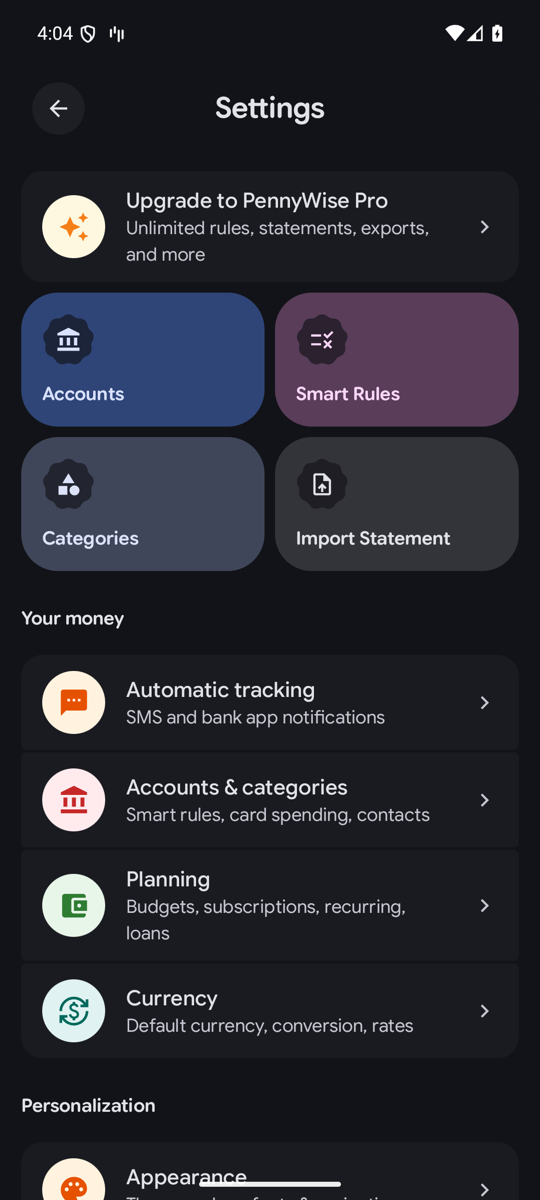 4:04
Settings
Upgrade to PennyWise Pro
Unlimited rules, statements, exports,
and more
Accounts
Smart Rules
Categories
Import Statement
Your money
Automatic tracking
SMS and bank app notifications
Accounts & categories
Smart rules, card spending, contacts
Planning
Budgets, subscriptions, recurring,
loans
Currency
Default currency, conversion, rates
Personalization
Appearance